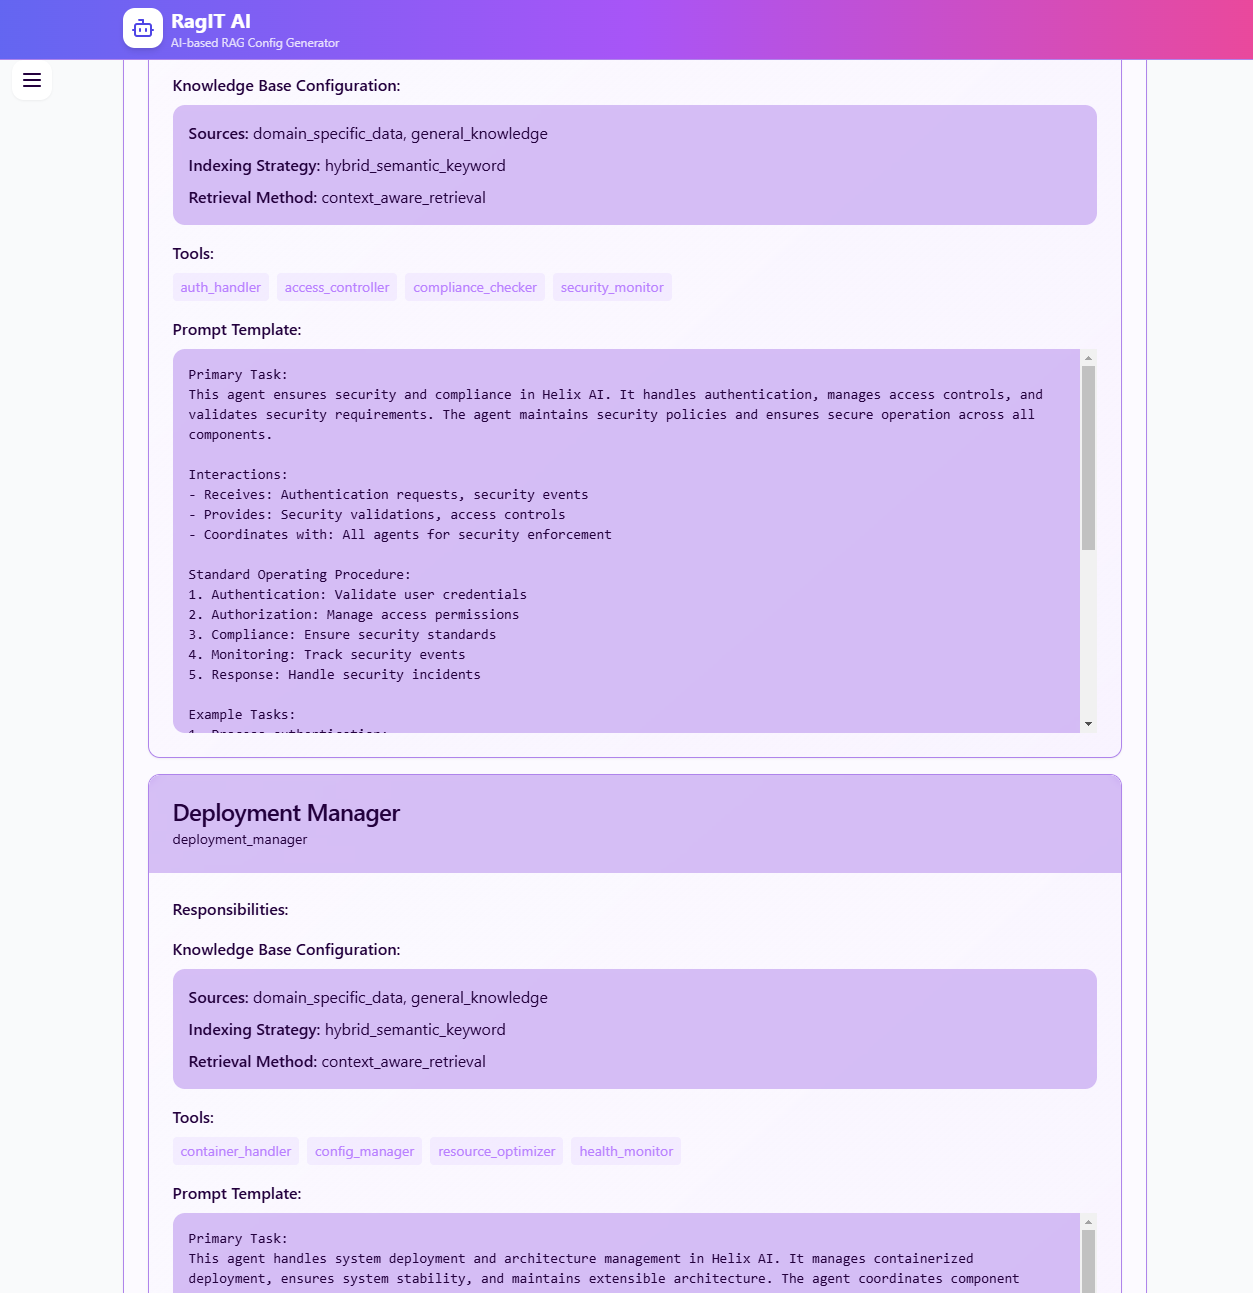 RagIT AI
AI-based RAG Config Generator
Knowledge Base Configuration:
Sources: domain_specific_data, general_knowledge
Indexing Strategy: hybrid_semantic_keyword
Retrieval Method: context_aware_retrieval
Tools:
auth_handler access_controller compliance_checker security_monitor
Prompt Template:
Primary Task:
This agent ensures security and compliance in Helix AI. It handles authentication, manages access controls, and
validates security requirements. The agent maintains security policies and ensures secure operation across all
components.
Interactions:
- Receives: Authentication requests, security events
- Provides: Security validations, access controls
- Coordinates with: All agents for security enforcement
Standard Operating Procedure:
1. Authentication: Validate user credentials
2. Authorization: Manage access permissions
3. Compliance: Ensure security standards
4. Monitoring: Track security events
5. Response: Handle security incidents
Example Tasks:
1. Process authentication:
Deployment Manager
deployment_manager
Responsibilities:
Knowledge Base Configuration:
Sources: domain_specific_data, general_knowledge
Indexing Strategy: hybrid_semantic_keyword
Retrieval Method: context_aware_retrieval
Tools:
container_handler config_manager resource_optimizer health_monitor
Prompt Template:
Primary Task:
This agent handles system deployment and architecture management in Helix AI. It manages containerized
deployment, ensures system stability, and maintains extensible architecture. The agent coordinates component